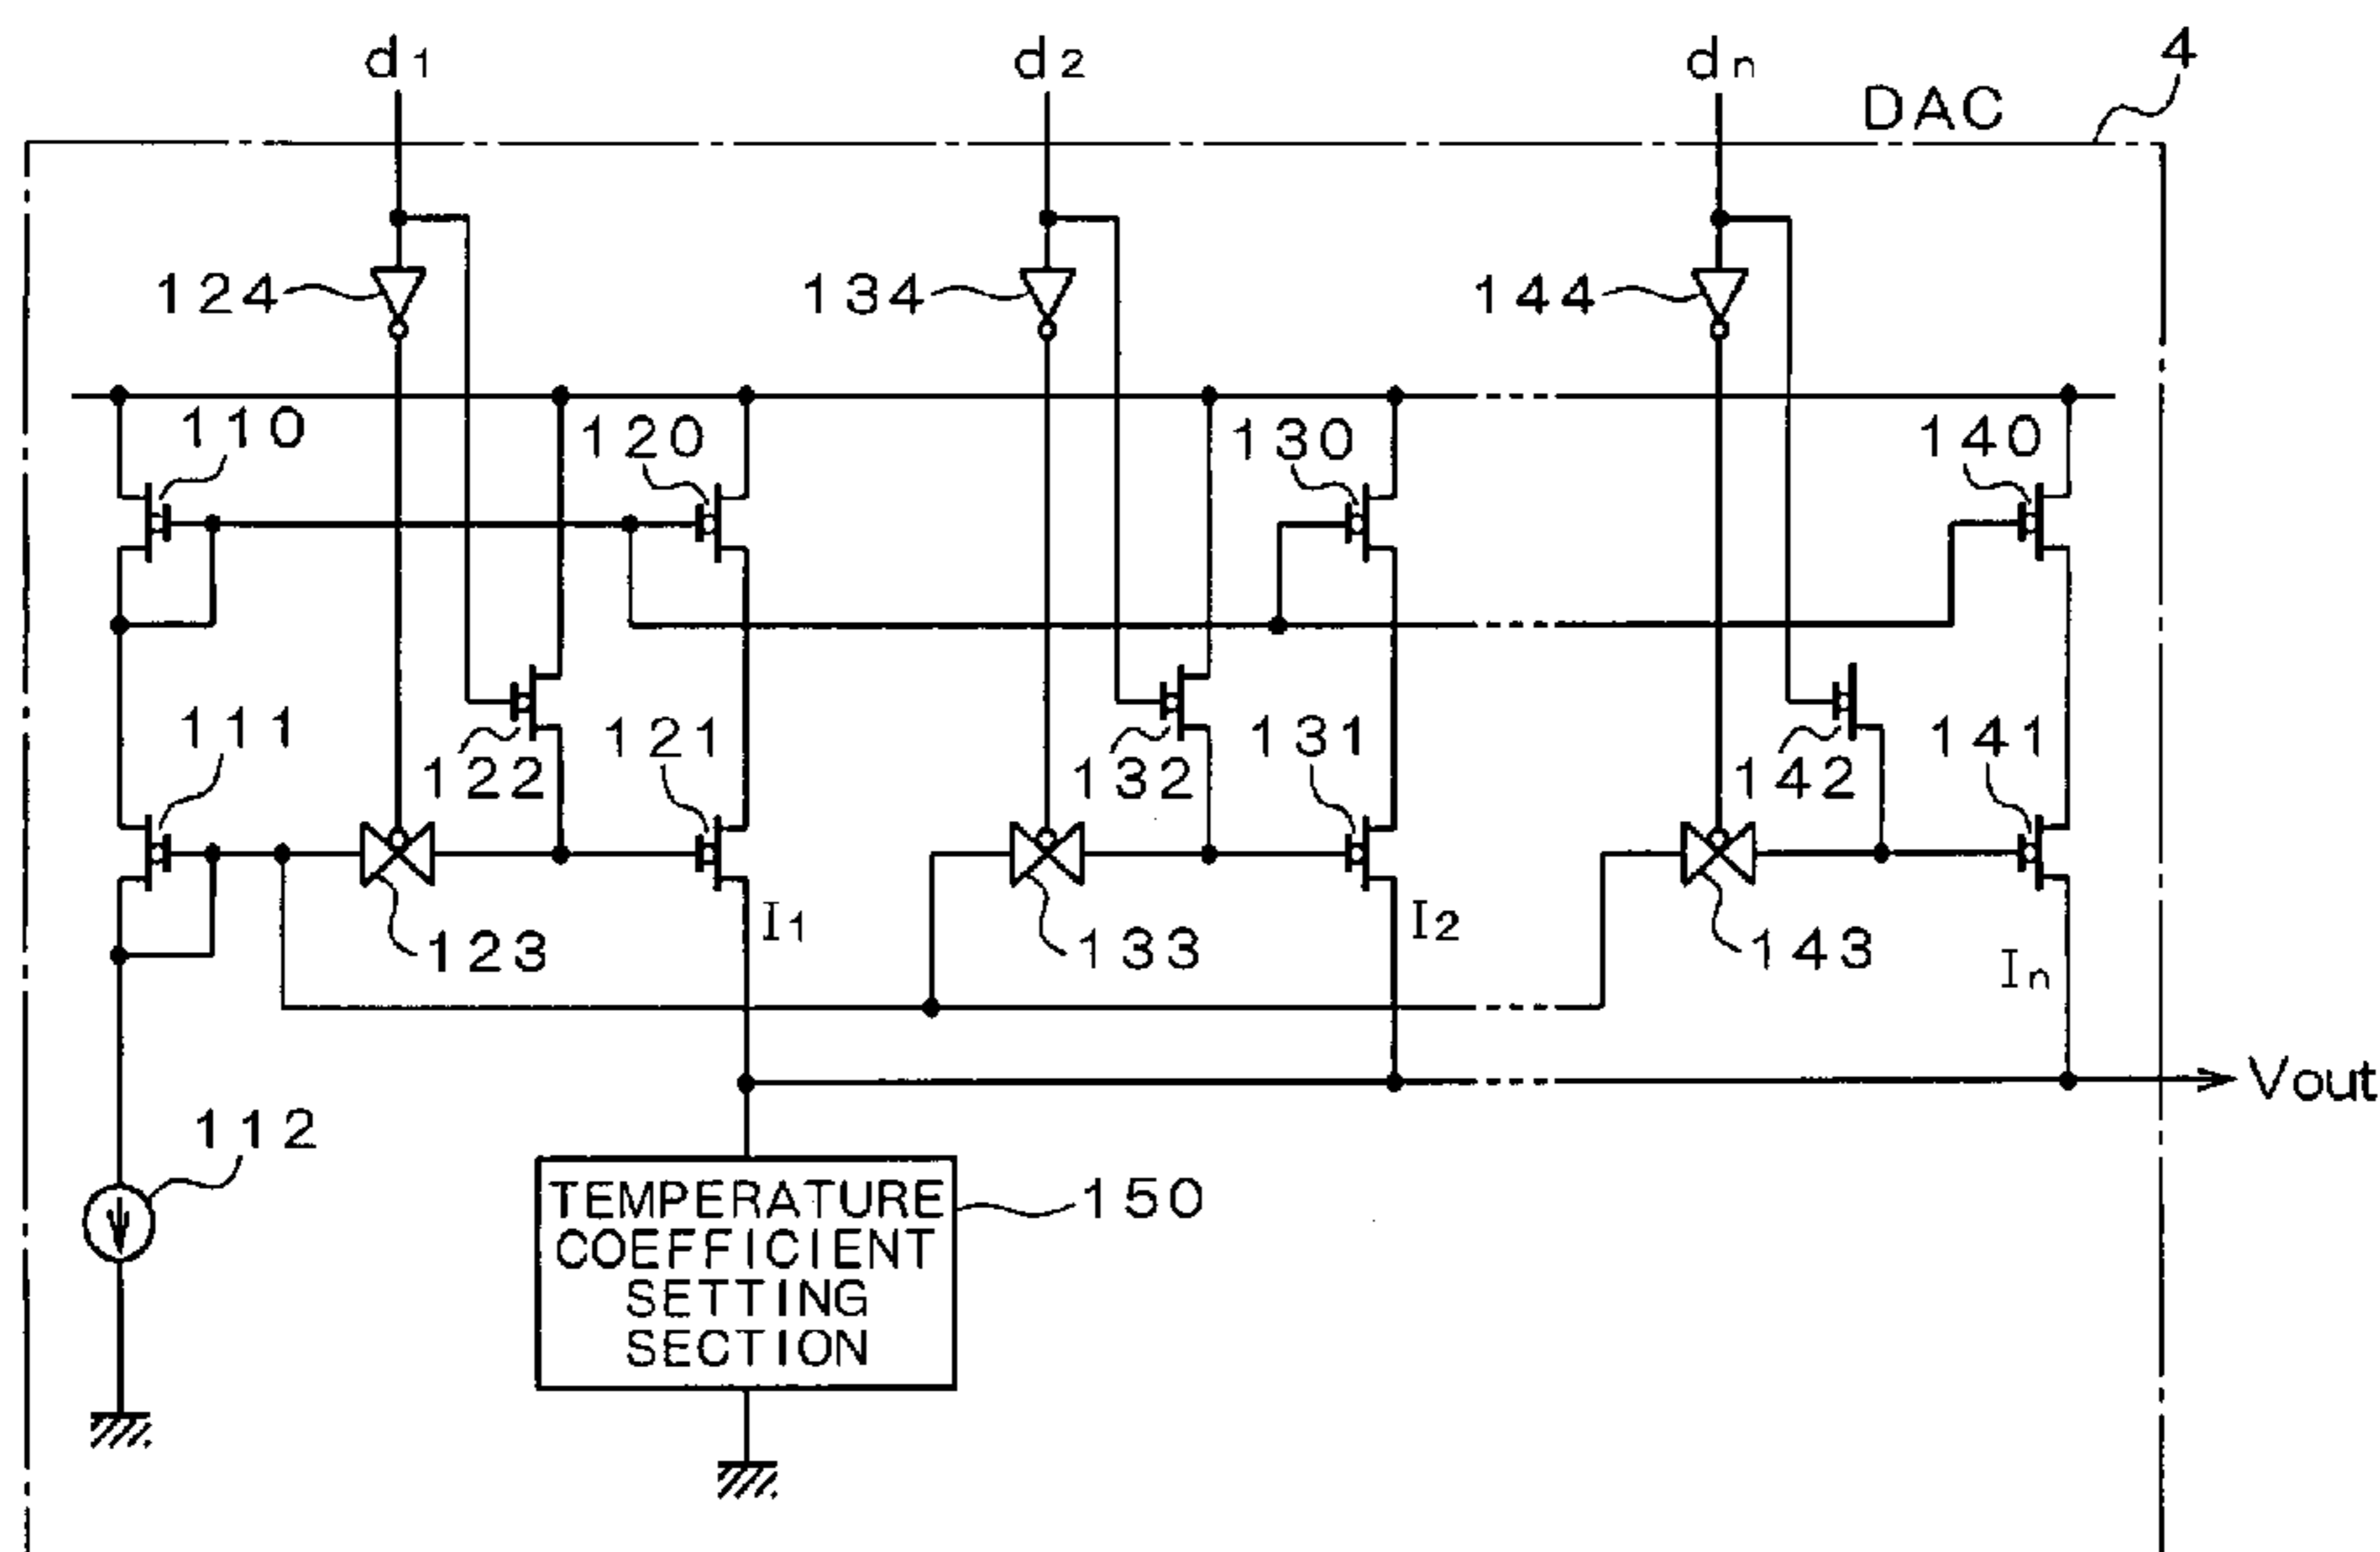 d1 d2 dn 4
DAC
124 134 144
110 120 130 140
111 122 121 132 131 142 141
123 I1 133 I2 143 In
Vout
112
TEMPERATURE
COEFFICIENT
SETTING
SECTION
150